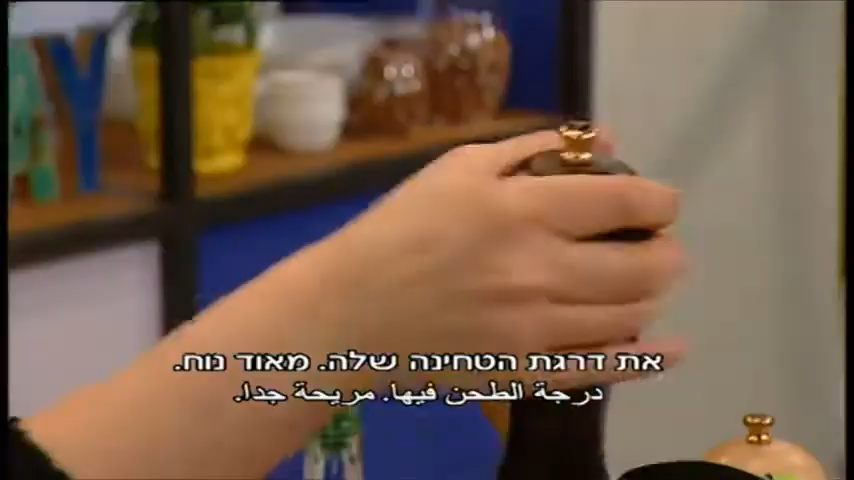 את דרגת הטחינה שלה. מאוד נוח.
درجة الطحن فيها. مريحة جدا.